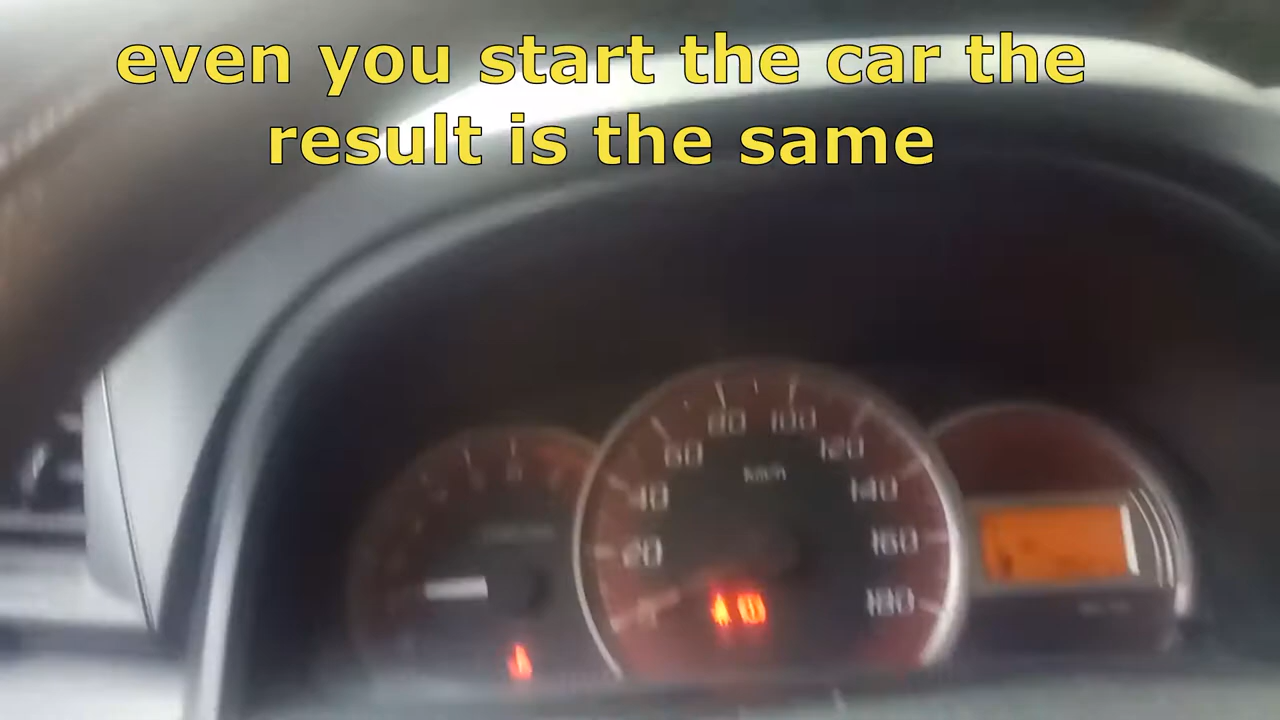 even you start the car the
result is the same
80 100
60 120
km/h
40 140
20 160
180